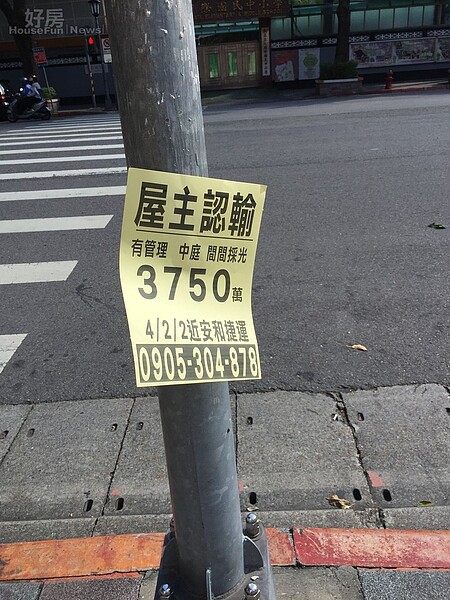 好房
HouseFun News
屋主認輸
有管理 中庭 間間採光
3750萬
4/2/2近安和捷運
0905-304-878